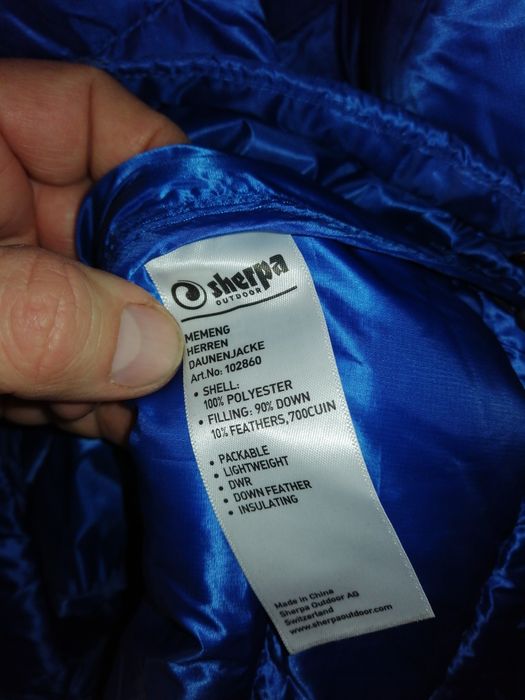 sherpa
OUTDOOR
MEMENG
HERREN
DAUNENJACKE
Art.No: 102860
• SHELL:
100% POLYESTER
• FILLING: 90% DOWN
10% FEATHERS,700CUIN
• PACKABLE
• LIGHTWEIGHT
• DWR
• DOWN FEATHER
• INSULATING
Made in China
Sherpa Outdoor AG
Switzerland
www.sherpaoutdoor.com